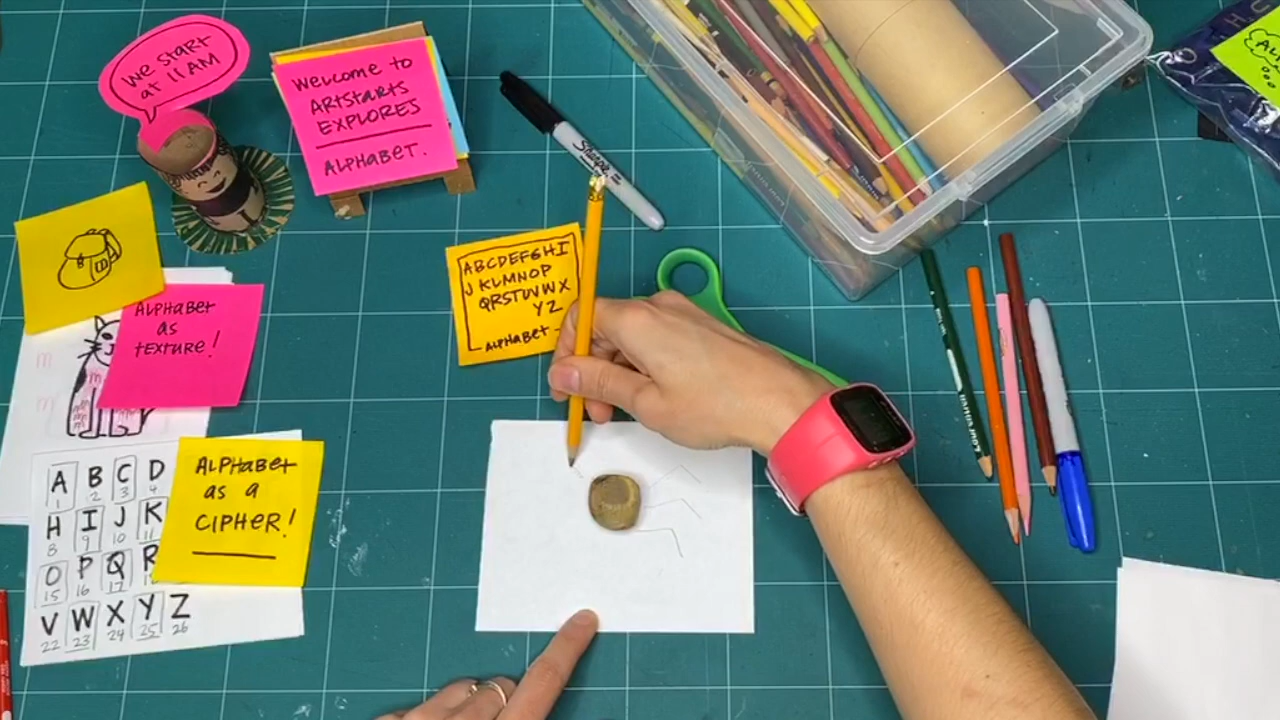 WE START
AT 11 AM
WELCOME TO
ARTSTARTS
EXPLORES
ALPHABET.
Sharpie
ABCDEFGHI
JKLMNOP
QRSTUVWX
YZ
ALPHABET
ALPHABET
AS
TEXTURE!
m
m
ALPHABET
AS A
CIPHER!
A B C D
1 2 3 4
H I J K
8 9 10 11
O P Q R
15 16 17
V W X Y Z
22 23 24 25 26